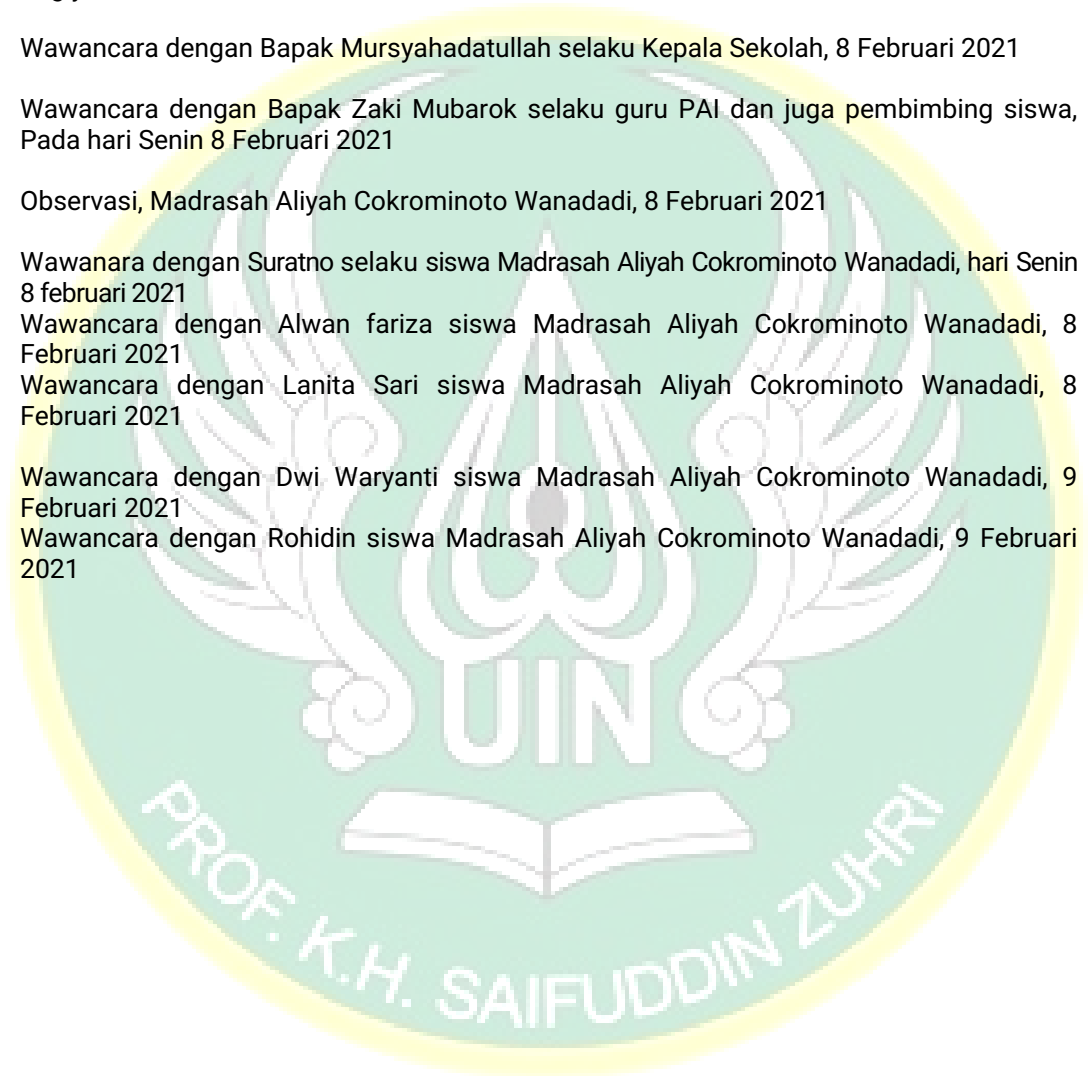 Wawancara dengan Bapak Mursyahadatullah selaku Kepala Sekolah, 8 Februari 2021
Wawancara dengan Bapak Zaki Mubarok selaku guru PAI dan juga pembimbing siswa,
Pada hari Senin 8 Februari 2021
Observasi, Madrasah Aliyah Cokrominoto Wanadadi, 8 Februari 2021
Wawanara dengan Suratno selaku siswa Madrasah Aliyah Cokrominoto Wanadadi, hari Senin
8 februari 2021
Wawancara dengan Alwan fariza siswa Madrasah Aliyah Cokrominoto Wanadadi, 8
Februari 2021
Wawancara dengan Lanita Sari siswa Madrasah Aliyah Cokrominoto Wanadadi, 8
Februari 2021
Wawancara dengan Dwi Waryanti siswa Madrasah Aliyah Cokrominoto Wanadadi, 9
Februari 2021
Wawancara dengan Rohidin siswa Madrasah Aliyah Cokrominoto Wanadadi, 9 Februari
2021
UIN
PROF. K.H. SAIFUDDIN ZUHRI